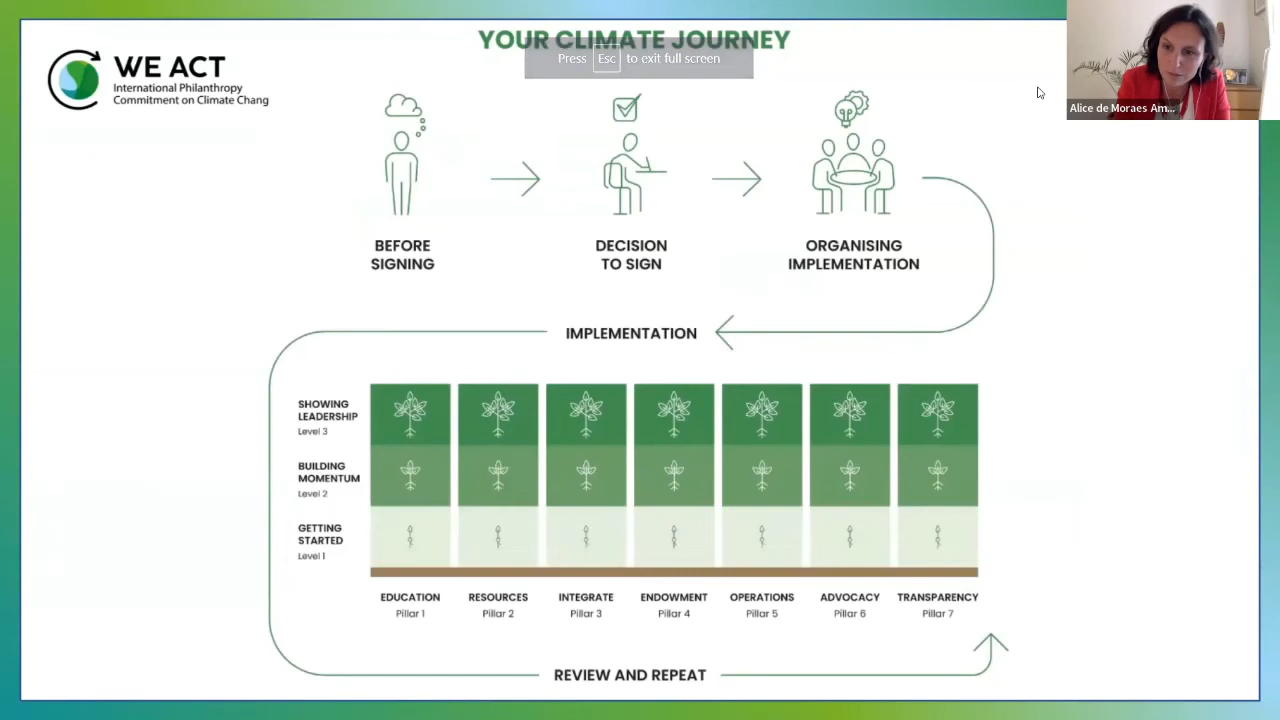 YOUR CLIMATE JOURNEY
Press Esc to exit full screen
WE ACT
International Philanthropy
Commitment on Climate Chang
Alice de Moraes Am...
BEFORE
SIGNING
DECISION
TO SIGN
ORGANISING
IMPLEMENTATION
IMPLEMENTATION
SHOWING
LEADERSHIP
Level 3
BUILDING
MOMENTUM
Level 2
GETTING
STARTED
Level 1
EDUCATION
Pillar 1
RESOURCES
Pillar 2
INTEGRATE
Pillar 3
ENDOWMENT
Pillar 4
OPERATIONS
Pillar 5
ADVOCACY
Pillar 6
TRANSPARENCY
Pillar 7
REVIEW AND REPEAT